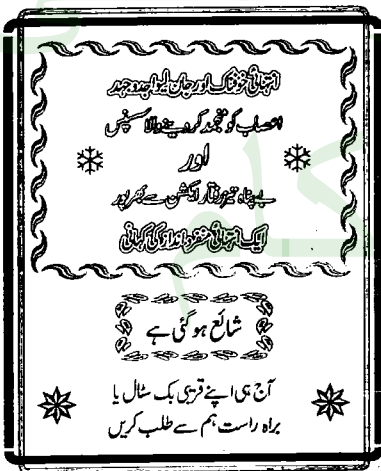 انتہائی خوفناک اور جان لیوا جدوجہد
اعصاب کو منجمد کر دینے والا سسپنس
اور
بے پناہ تیز رفتار ایکشن سے بھرپور
ایک انتہائی منفرد انداز کی کہانی
شائع ہو گئی ہے
آج ہی اپنے قریبی بک سٹال یا
براہ راست ہم سے طلب کریں